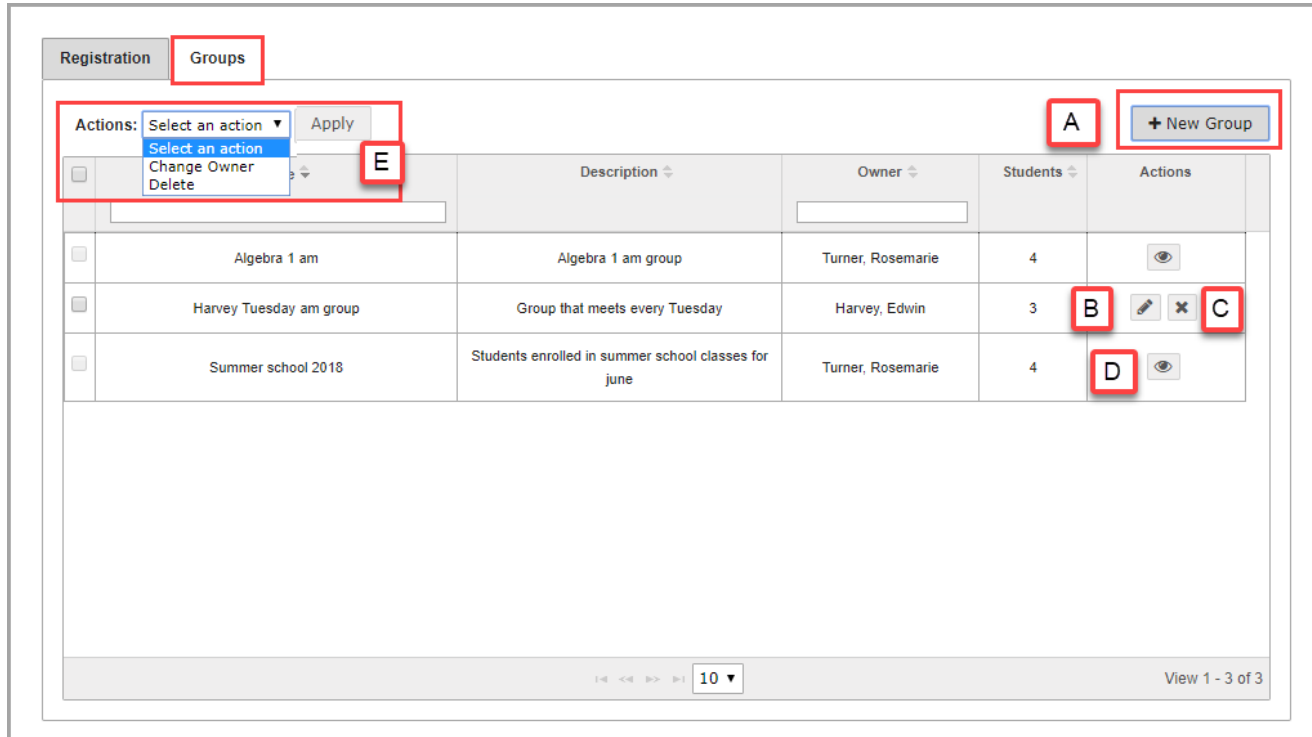 Registration Groups
Actions: Select an action Apply A + New Group
Select an action
Change Owner E
Delete
Description Owner Students Actions
Algebra 1 am Algebra 1 am group Turner, Rosemarie 4
Harvey Tuesday am group Group that meets every Tuesday Harvey, Edwin 3 B C
Summer school 2018 Students enrolled in summer school classes for june Turner, Rosemarie 4 D
10 View 1 - 3 of 3